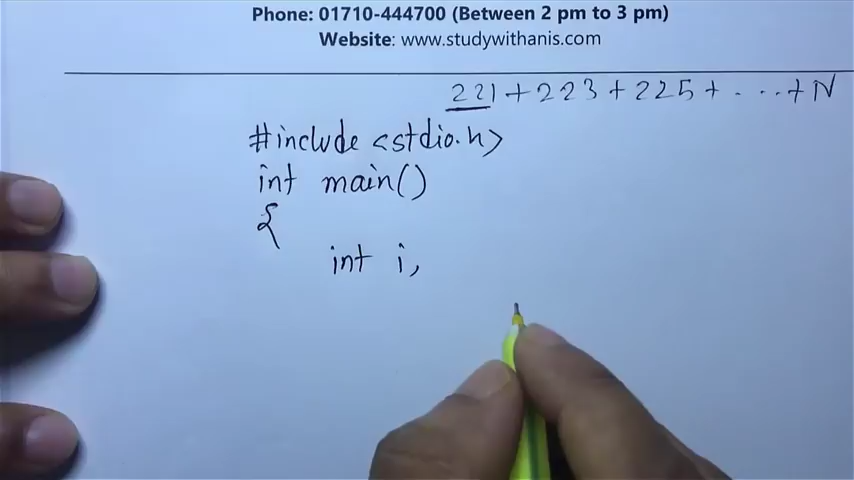 Phone: 01710-444700 (Between 2 pm to 3 pm)
Website: www.studywithanis.com
221 + 223 + 225 + ... + N
#include <stdio.h>
int main()
{
int i,